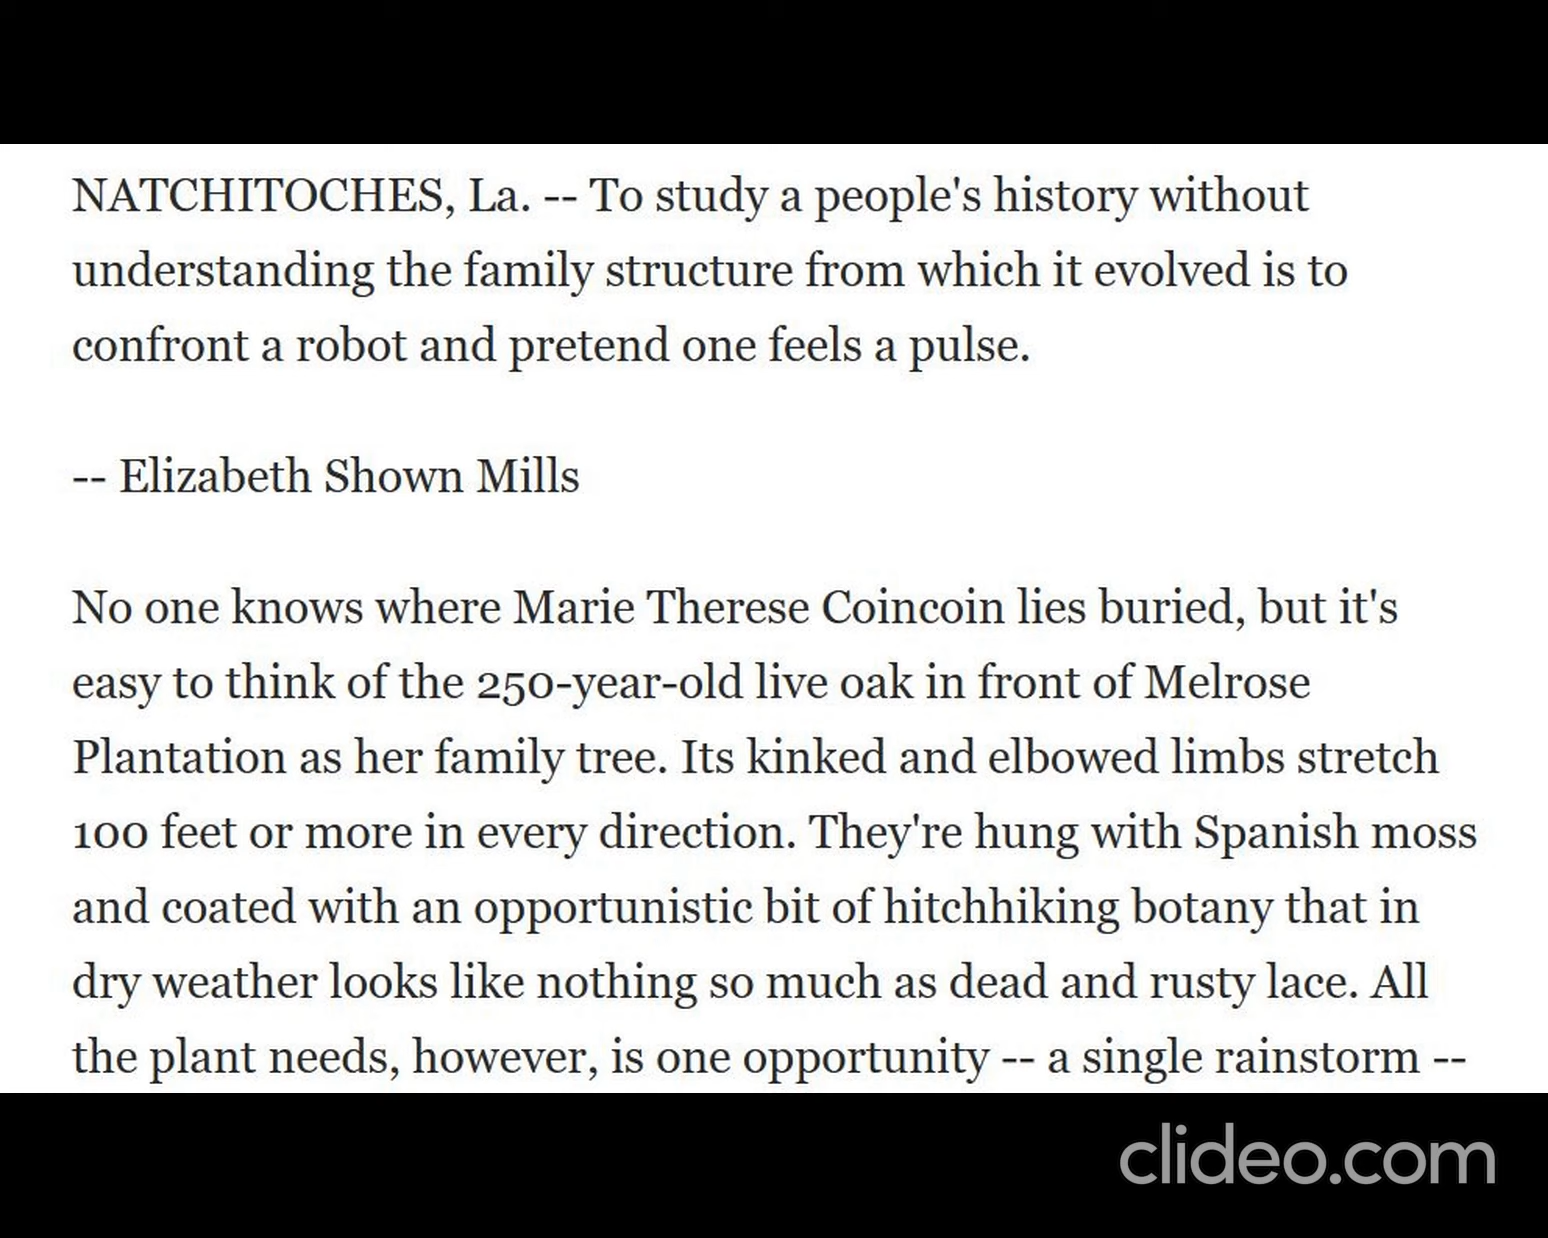 NATCHITOCHES, La. -- To study a people's history without
understanding the family structure from which it evolved is to
confront a robot and pretend one feels a pulse.
-- Elizabeth Shown Mills
No one knows where Marie Therese Coincoin lies buried, but it's
easy to think of the 250-year-old live oak in front of Melrose
Plantation as her family tree. Its kinked and elbowed limbs stretch
100 feet or more in every direction. They're hung with Spanish moss
and coated with an opportunistic bit of hitchhiking botany that in
dry weather looks like nothing so much as dead and rusty lace. All
the plant needs, however, is one opportunity -- a single rainstorm --
clideo.com